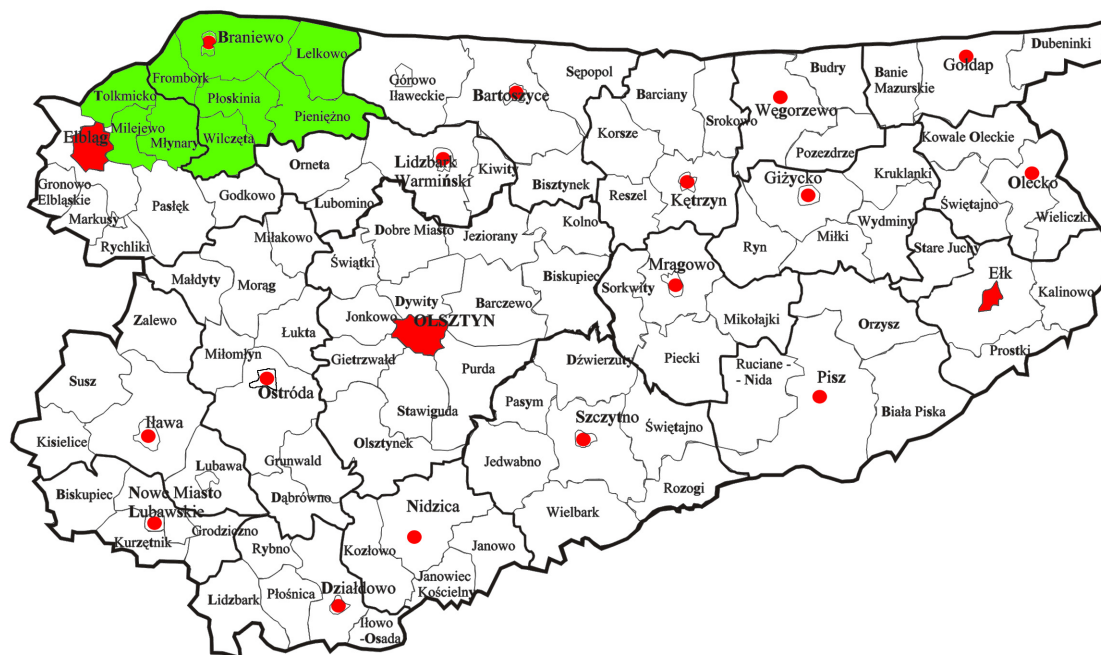 Braniewo
Lelkowo
Frombork
Tolkmicko
Płoskinia
Pieniężno
Milejewo
Młynary
Wilczęta
Elbląg
Górowo
Iławeckie
Bartoszyce
Sępopol
Barciany
Korsze
Srokowo
Węgorzewo
Budry
Banie
Mazurskie
Gołdap
Dubeninki
Pozezdrze
Kowale Oleckie
Orneta
Lidzbark
Warmiński
Kiwity
Bisztynek
Reszel
Kętrzyn
Giżycko
Kruklanki
Olecko
Świętajno
Wieliczki
Gronowo
Elbląskie
Markusy
Rychliki
Pasłęk
Godkowo
Lubomino
Dobre Miasto
Jeziorany
Kolno
Ryn
Miłki
Wydminy
Stare Juchy
Ełk
Kalinowo
Prostki
Miłakowo
Świątki
Małdyty
Morąg
Biskupiec
Sorkwity
Mrągowo
Mikołajki
Orzysz
Zalewo
Łukta
Jonkowo
Dywity
Barczewo
OLSZTYN
Miłomłyn
Gietrzwałd
Purda
Dźwierzuty
Piecki
Ruciane -
- Nida
Pisz
Biała Piska
Susz
Ostróda
Stawiguda
Pasym
Szczytno
Świętajno
Iława
Kisielice
Lubawa
Grunwald
Olsztynek
Jedwabno
Rozogi
Biskupiec
Nowe Miasto
Lubawskie
Dąbrówno
Nidzica
Wielbark
Kurzętnik
Grodziczno
Rybno
Kozłowo
Janowo
Janowiec
Kościelny
Lidzbark
Płośnica
Działdowo
Iłowo
-Osada